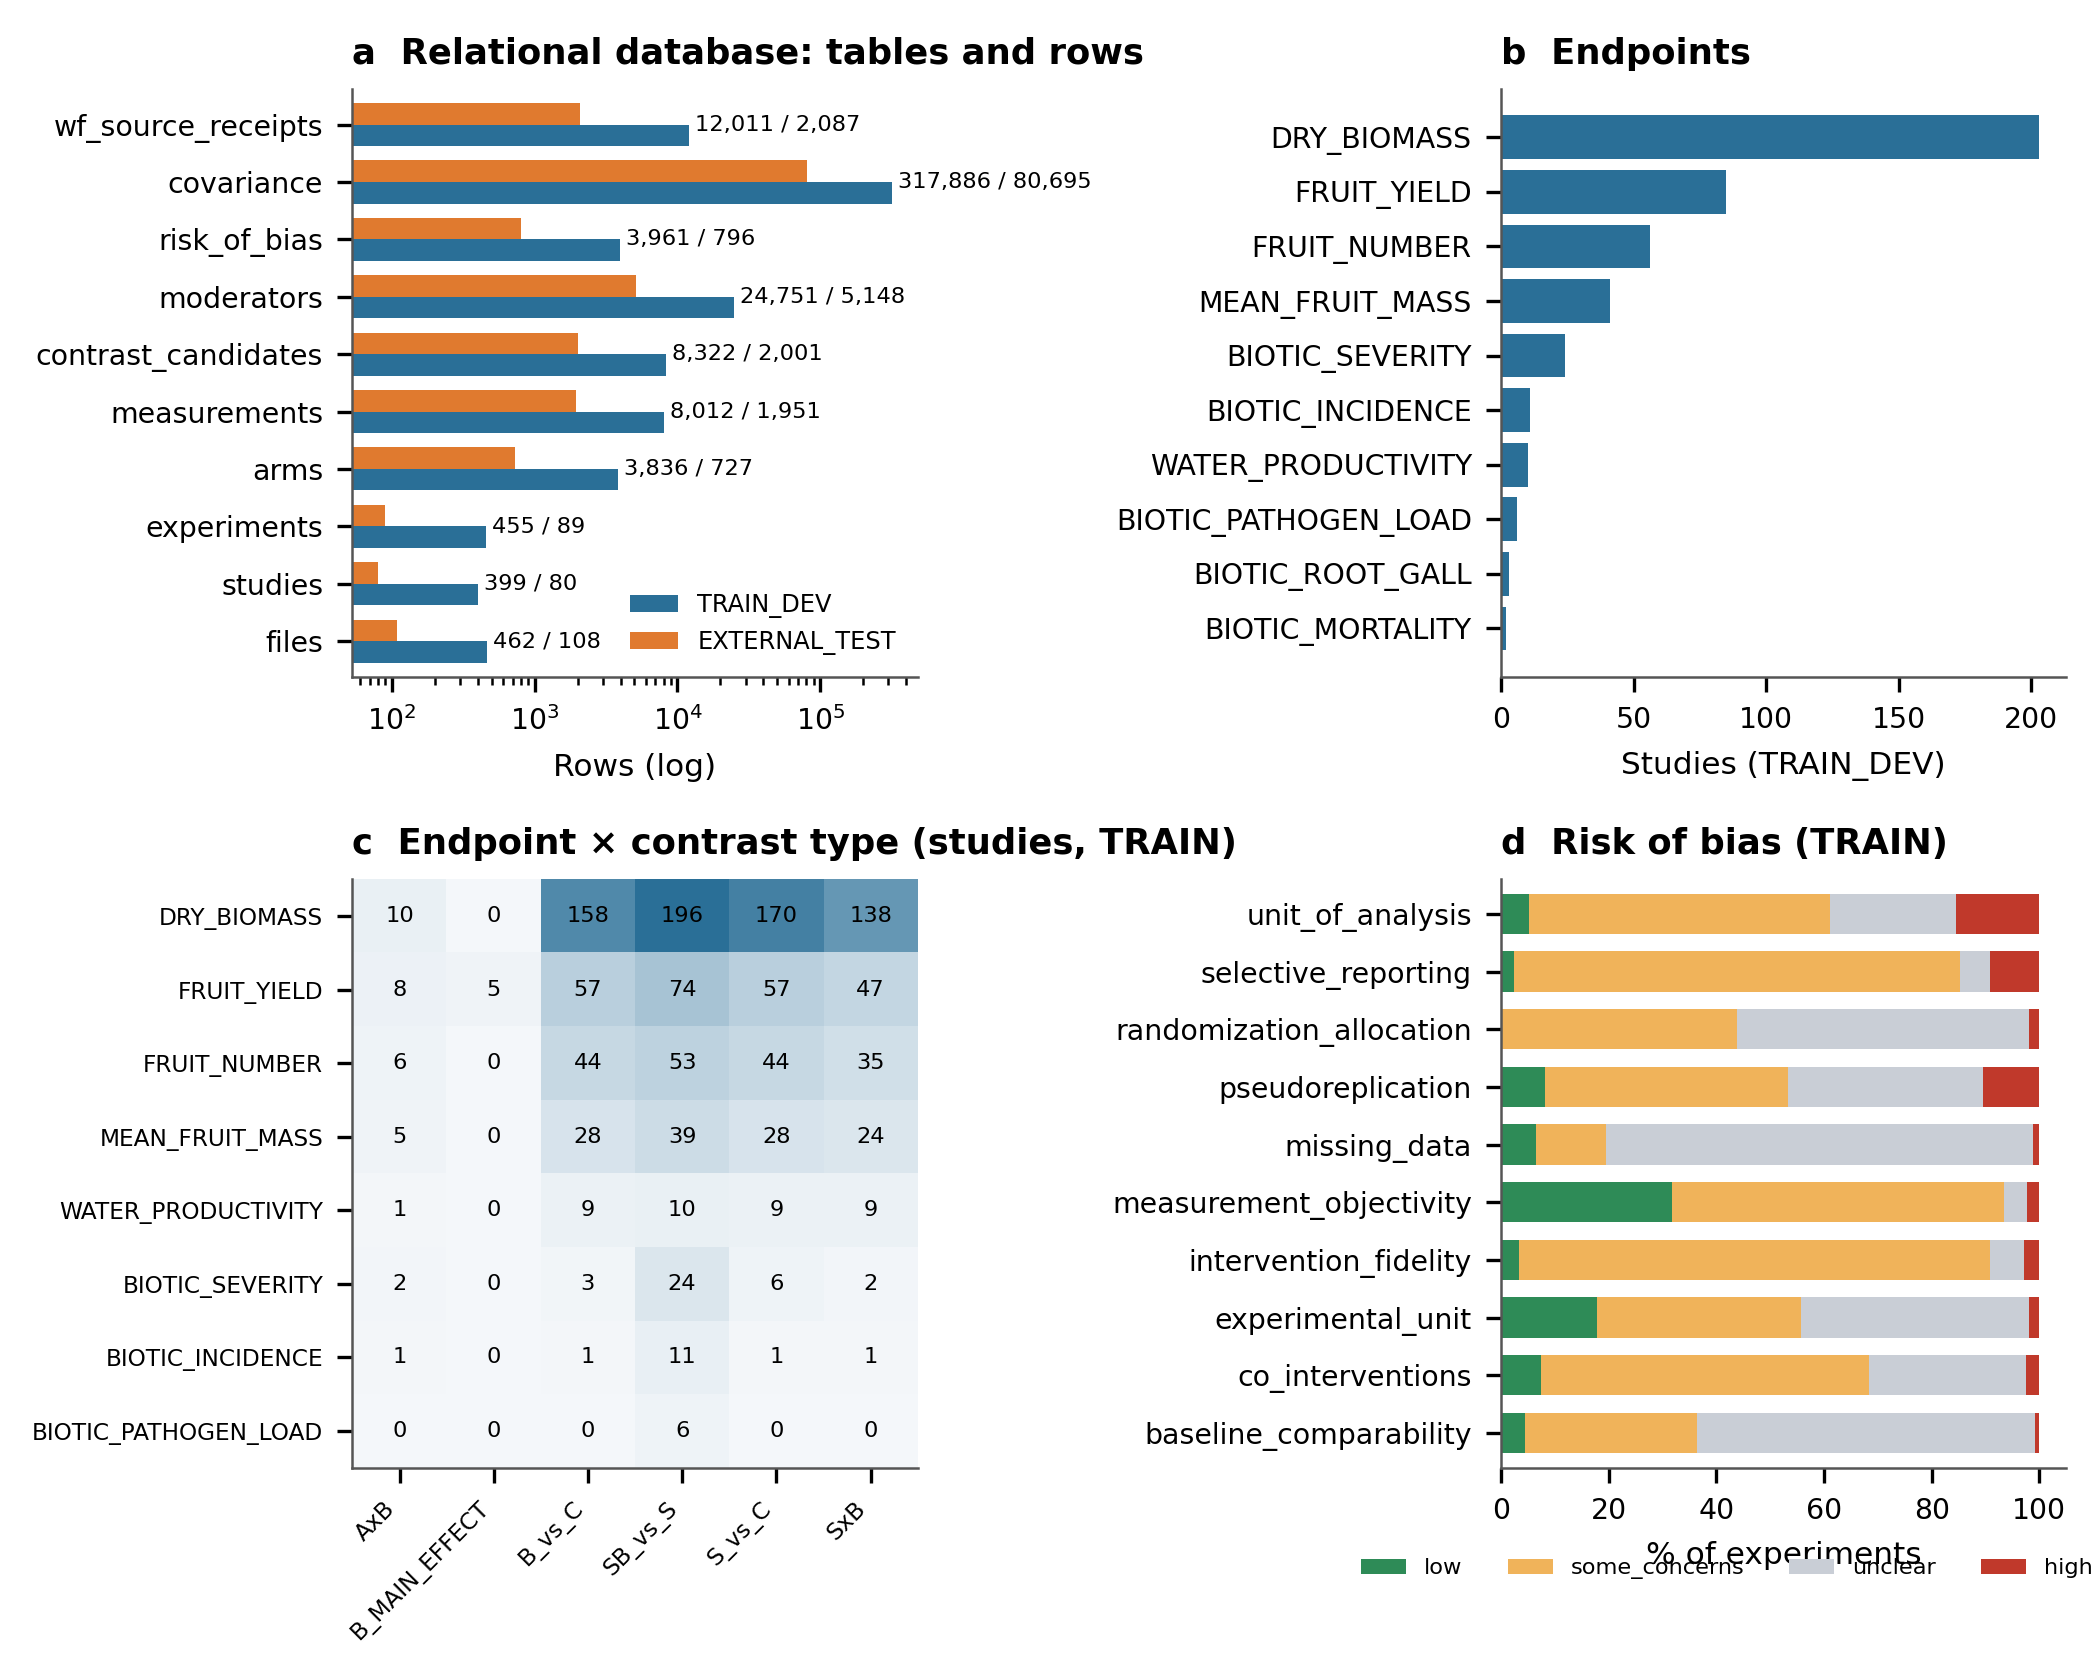 a  Relational database: tables and rows
wf_source_receipts
12,011 / 2,087
covariance
317,886 / 80,695
risk_of_bias
3,961 / 796
moderators
24,751 / 5,148
contrast_candidates
8,322 / 2,001
measurements
8,012 / 1,951
arms
3,836 / 727
experiments
455 / 89
studies
399 / 80
files
462 / 108
TRAIN_DEV
EXTERNAL_TEST
10² 10³ 10⁴ 10⁵
Rows (log)
b  Endpoints
DRY_BIOMASS
FRUIT_YIELD
FRUIT_NUMBER
MEAN_FRUIT_MASS
BIOTIC_SEVERITY
BIOTIC_INCIDENCE
WATER_PRODUCTIVITY
BIOTIC_PATHOGEN_LOAD
BIOTIC_ROOT_GALL
BIOTIC_MORTALITY
0 50 100 150 200
Studies (TRAIN_DEV)
c  Endpoint × contrast type (studies, TRAIN)
DRY_BIOMASS 10 0 158 196 170 138
FRUIT_YIELD 8 5 57 74 57 47
FRUIT_NUMBER 6 0 44 53 44 35
MEAN_FRUIT_MASS 5 0 28 39 28 24
WATER_PRODUCTIVITY 1 0 9 10 9 9
BIOTIC_SEVERITY 2 0 3 24 6 2
BIOTIC_INCIDENCE 1 0 1 11 1 1
BIOTIC_PATHOGEN_LOAD 0 0 0 6 0 0
AxB
B_MAIN_EFFECT
B_vs_C
SB_vs_S
S_vs_C
SxB
d  Risk of bias (TRAIN)
unit_of_analysis
selective_reporting
randomization_allocation
pseudoreplication
missing_data
measurement_objectivity
intervention_fidelity
experimental_unit
co_interventions
baseline_comparability
0 20 40 60 80 100
% of experiments
low some_concerns unclear high